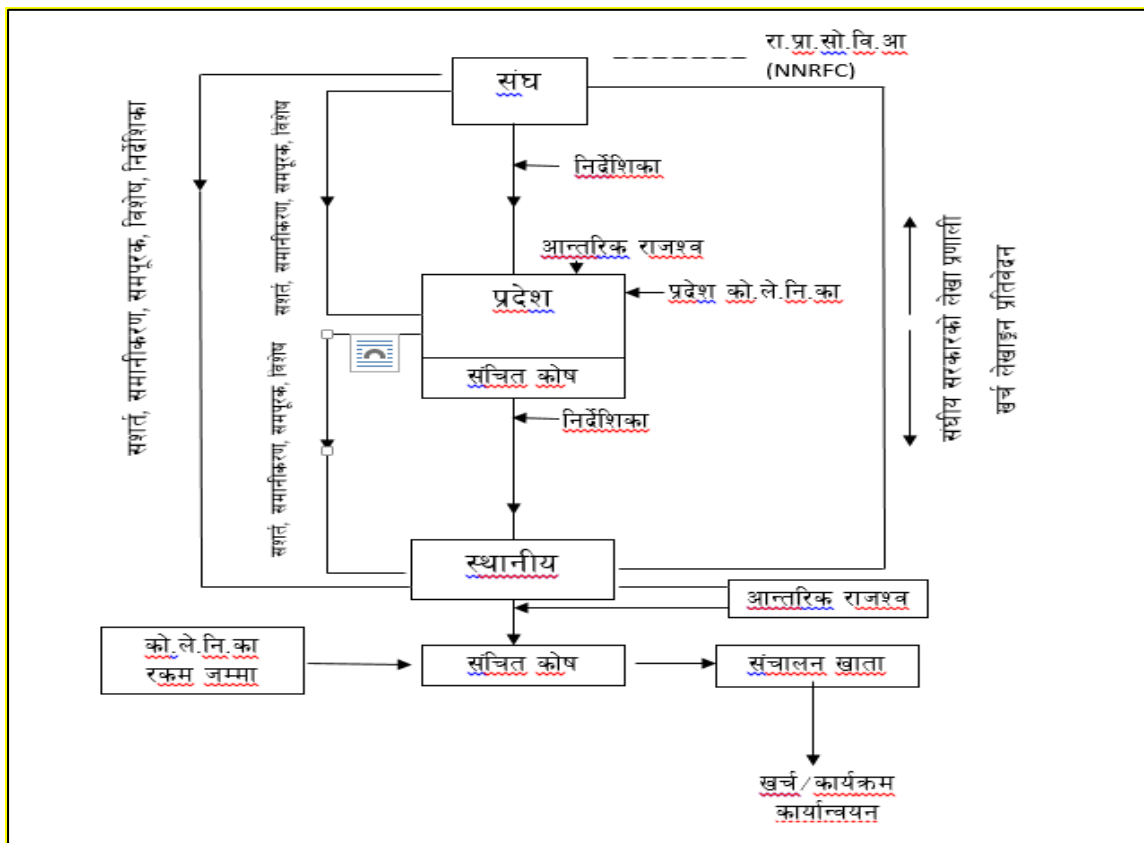 रा.प्रा.सो.वि.आ
(NNRFC)
संघ
निर्देशिका
सशर्त, समानीकरण, समपूरक, विशेष, निर्देशिका
सशर्त, समानीकरण, समपूरक, विशेष
आन्तरिक राजश्व
प्रदेश
प्रदेश को.ले.नि.का
संचित कोष
निर्देशिका
सशर्त, समानीकरण, समपूरक, विशेष
संघीय सरकारको लेखा प्रणाली
खर्च लेखाङ्कन प्रतिवेदन
स्थानीय
आन्तरिक राजश्व
को.ले.नि.का
रकम जम्मा
संचित कोष
संचालन खाता
खर्च/कार्यक्रम
कार्यान्वयन